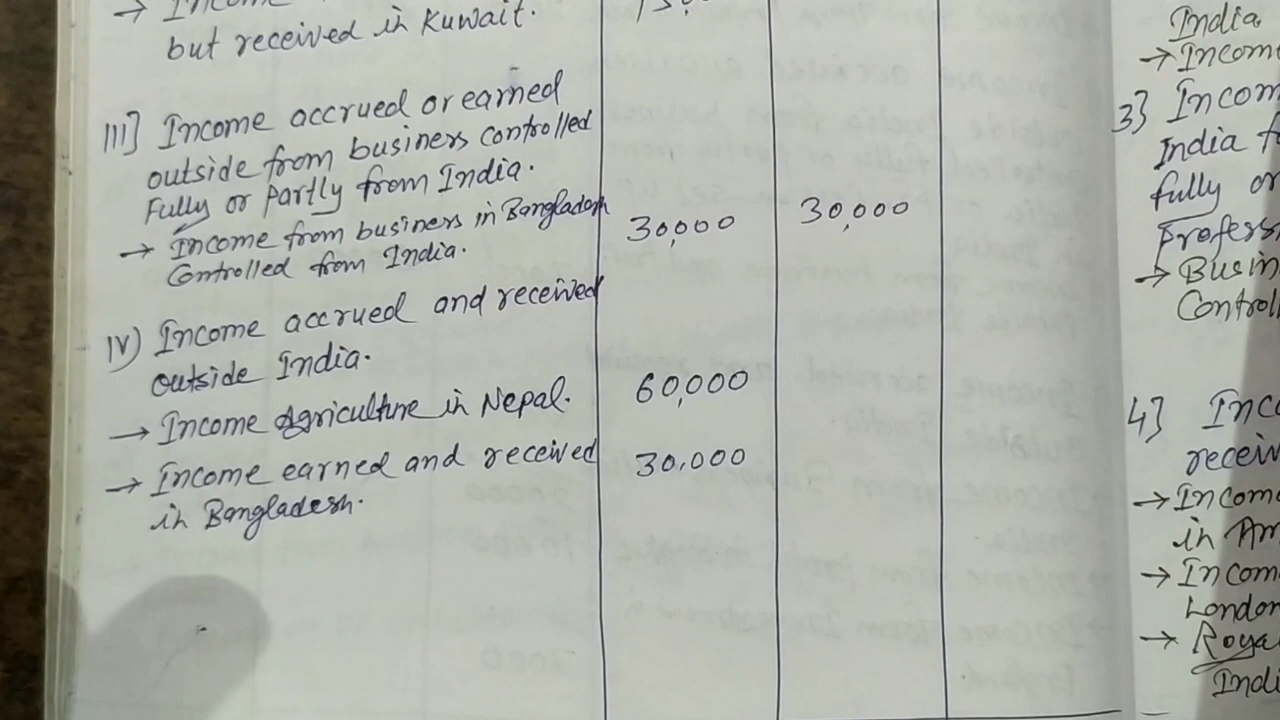 → Income
but received in Kuwait.
III] Income accrued or earned
outside from business controlled
Fully or Partly from India.
→ Income from business in Bangladesh 30,000 30,000
Controlled from India.
IV) Income accrued and received
outside India.
→ Income Agriculture in Nepal. 60,000
→ Income earned and received 30,000
in Bangladesh.
India
→ Incom
3} Incom
India f
fully or
Profess
→ Busin
Controll
4} Inco
receiv
→ Incom
in Am
→ Incom
London
→ Roya
Indi